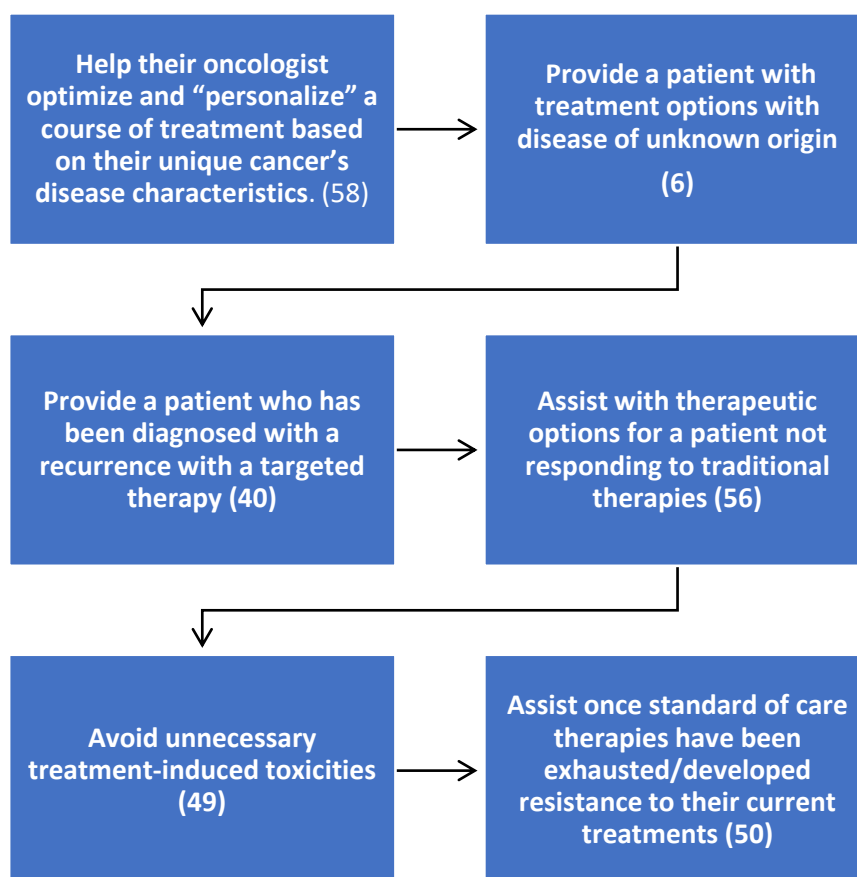 Help their oncologist
optimize and “personalize” a
course of treatment based
on their unique cancer’s
disease characteristics. (58)
Provide a patient with
treatment options with
disease of unknown origin
(6)
Provide a patient who has
been diagnosed with a
recurrence with a targeted
therapy (40)
Assist with therapeutic
options for a patient not
responding to traditional
therapies (56)
Avoid unnecessary
treatment-induced toxicities
(49)
Assist once standard of care
therapies have been
exhausted/developed
resistance to their current
treatments (50)